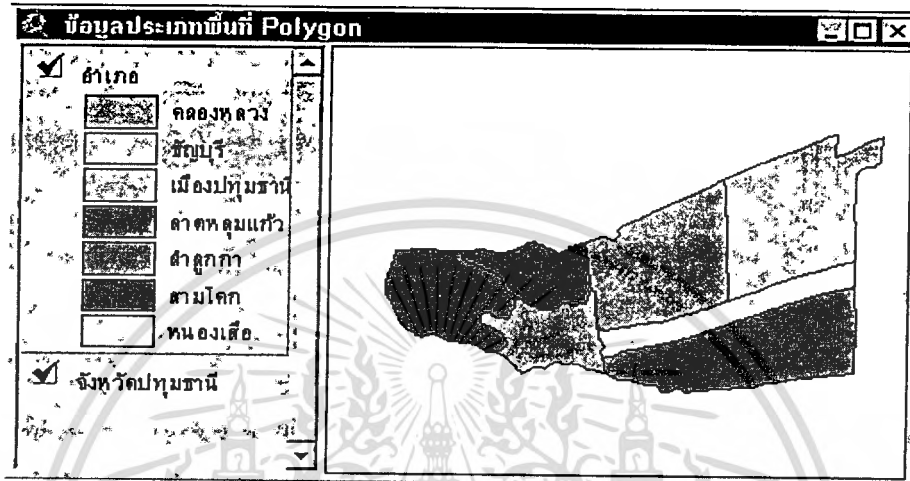 ข้อมูลประเภทพื้นที่ Polygon
อำเภอ
คลองหลวง
ธัญบุรี
เมืองปทุมธานี
ลาดหลุมแก้ว
ลำลูกกา
สามโคก
หนองเสือ
จังหวัดปทุมธานี